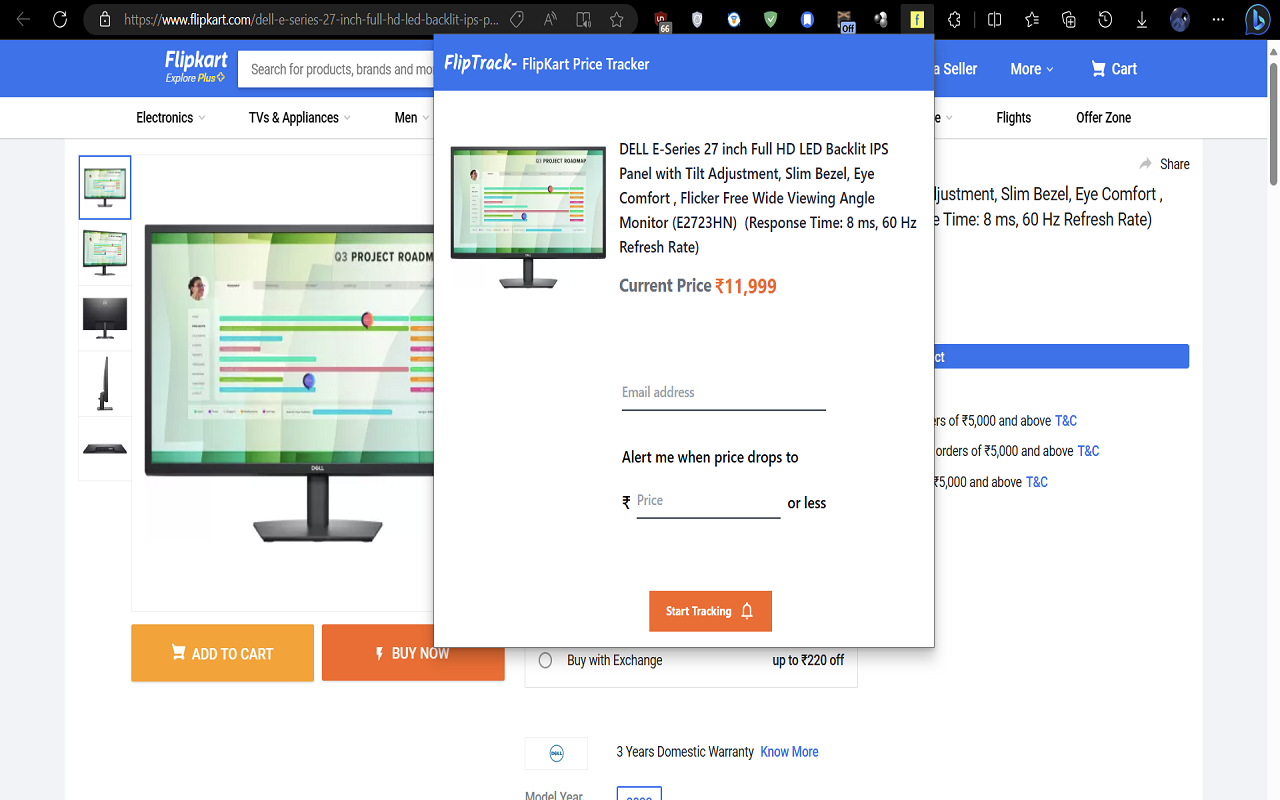 https://www.flipkart.com/dell-e-series-27-inch-full-hd-led-backlit-ips-p...
66
Off
f
Flipkart
Explore Plus
Search for products, brands and mo
FlipTrack- FlipKart Price Tracker
a Seller
More
Cart
Electronics
TVs & Appliances
Men
e
Flights
Offer Zone
Share
DELL E-Series 27 inch Full HD LED Backlit IPS
Panel with Tilt Adjustment, Slim Bezel, Eye
Comfort , Flicker Free Wide Viewing Angle
Monitor (E2723HN) (Response Time: 8 ms, 60 Hz
Refresh Rate)
Current Price ₹11,999
djustment, Slim Bezel, Eye Comfort ,
e Time: 8 ms, 60 Hz Refresh Rate)
Q3 PROJECT ROADMAP
Q3 PROJECT ROADM
DELL
ct
Email address
Alert me when price drops to
₹ Price or less
Start Tracking
ers of ₹5,000 and above T&C
orders of ₹5,000 and above T&C
₹5,000 and above T&C
ADD TO CART
BUY NOW
Buy with Exchange
up to ₹220 off
DELL
3 Years Domestic Warranty Know More
Model Year